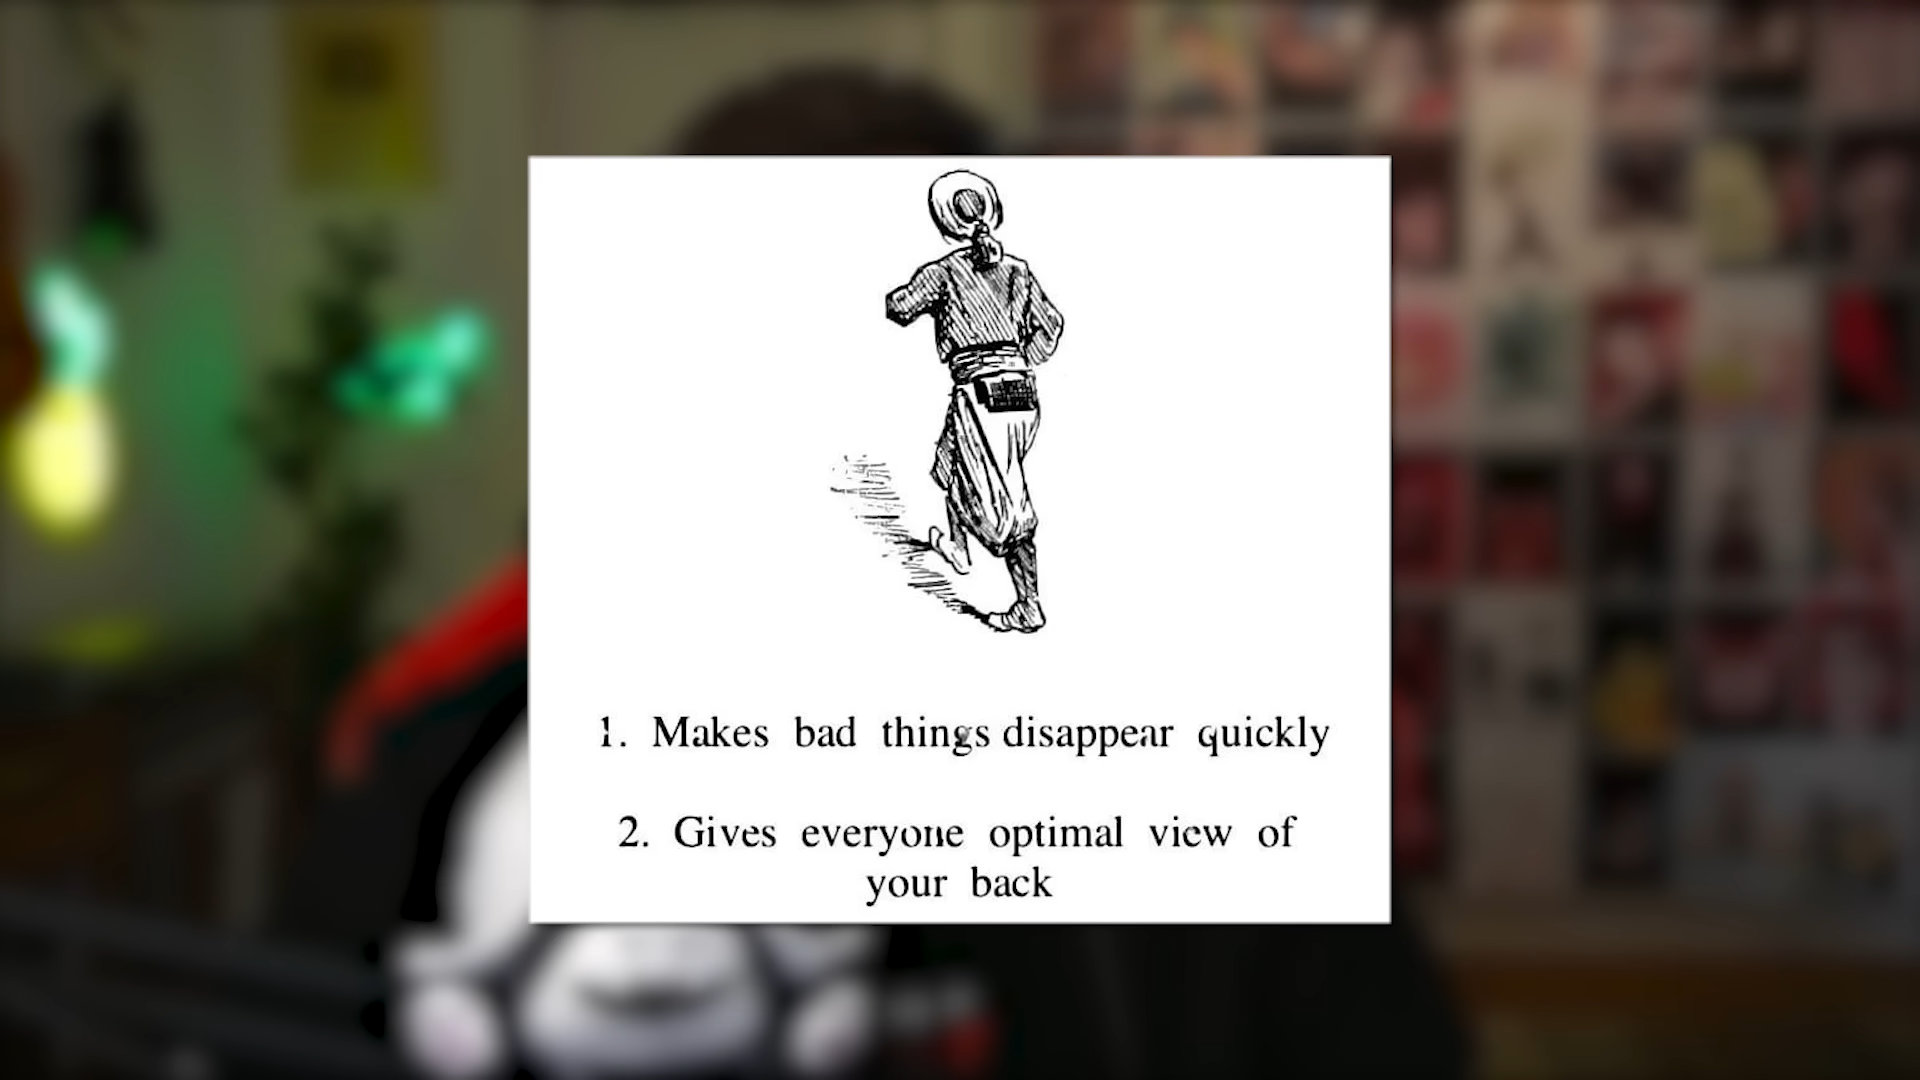 1. Makes bad things disappear quickly
2. Gives everyone optimal view of
your back